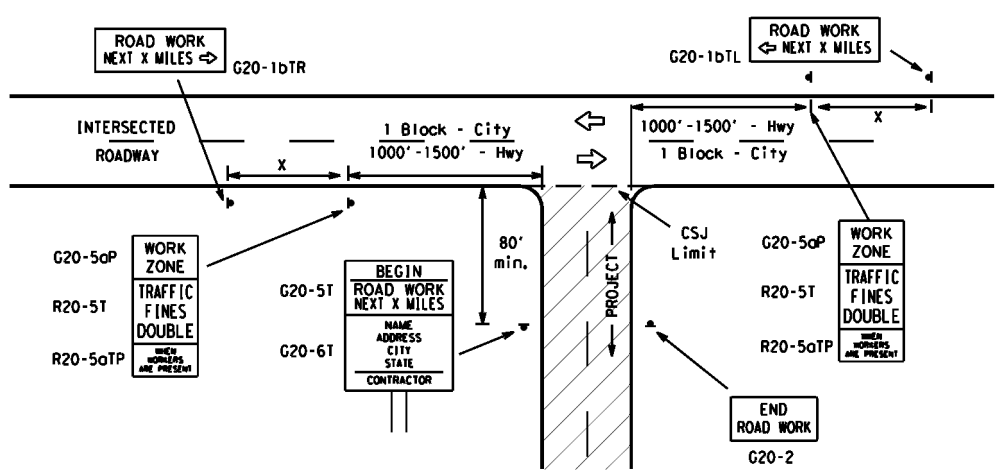 ROAD WORK
NEXT X MILES ⇨
G20-1bTR
ROAD WORK
⇦ NEXT X MILES
G20-1bTL
INTERSECTED
ROADWAY
1 Block - City
1000' -1500' - Hwy
1000' -1500' - Hwy
1 Block - City
X
X
80'
min.
CSJ
Limit
PROJECT
G20-5aP
WORK
ZONE
R20-5T
TRAFFIC
FINES
DOUBLE
R20-5aTP
WHEN
WORKERS
ARE PRESENT
G20-5T
BEGIN
ROAD WORK
NEXT X MILES
G20-6T
NAME
ADDRESS
CITY
STATE
CONTRACTOR
G20-5aP
WORK
ZONE
R20-5T
TRAFFIC
FINES
DOUBLE
R20-5aTP
WHEN
WORKERS
ARE PRESENT
END
ROAD WORK
G20-2